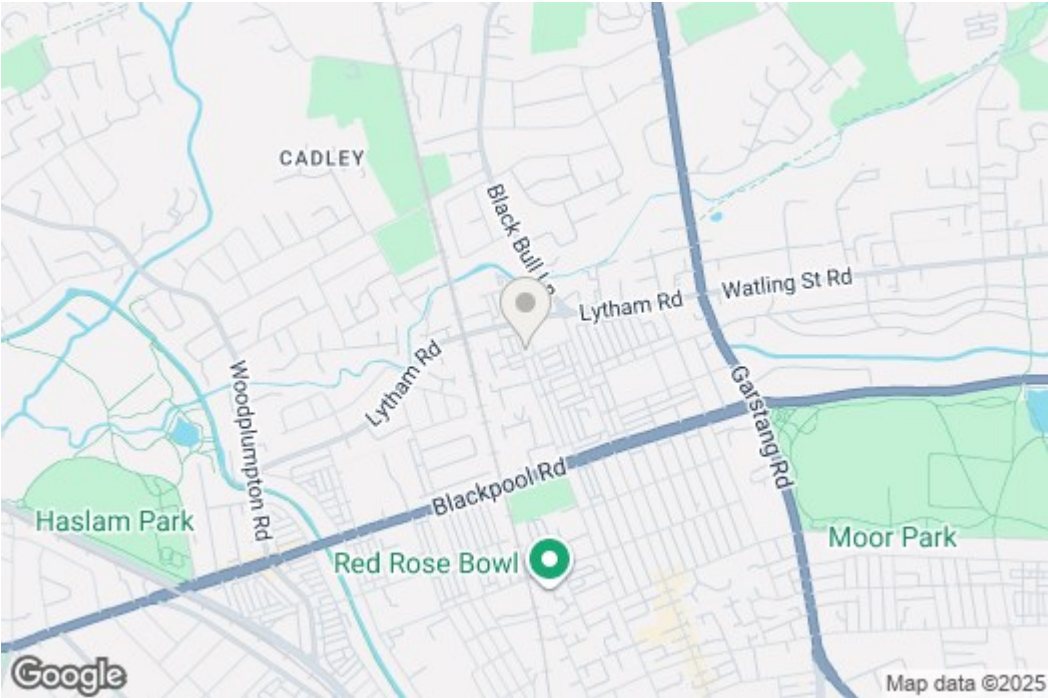 CADLEY
Black Bull Ln
Lytham Rd
Watling St Rd
Lytham Rd
Woodplumpton Rd
Garstang Rd
Blackpool Rd
Haslam Park
Red Rose Bowl
Moor Park
Google
Map data ©2025